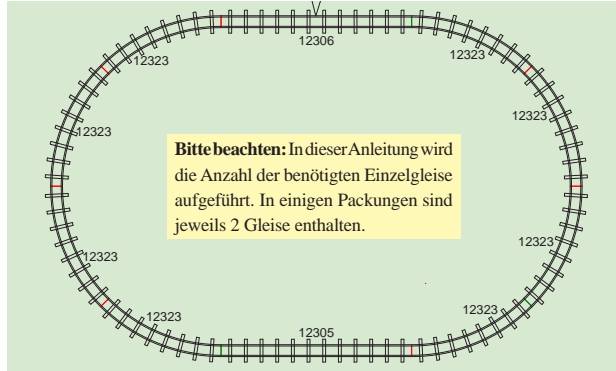 12306
12323
12323
12323
12323
Bitte beachten: In dieser Anleitung wird
die Anzahl der benötigten Einzelgleise
aufgeführt. In einigen Packungen sind
jeweils 2 Gleise enthalten.
12323
12323
12323
12323
12305